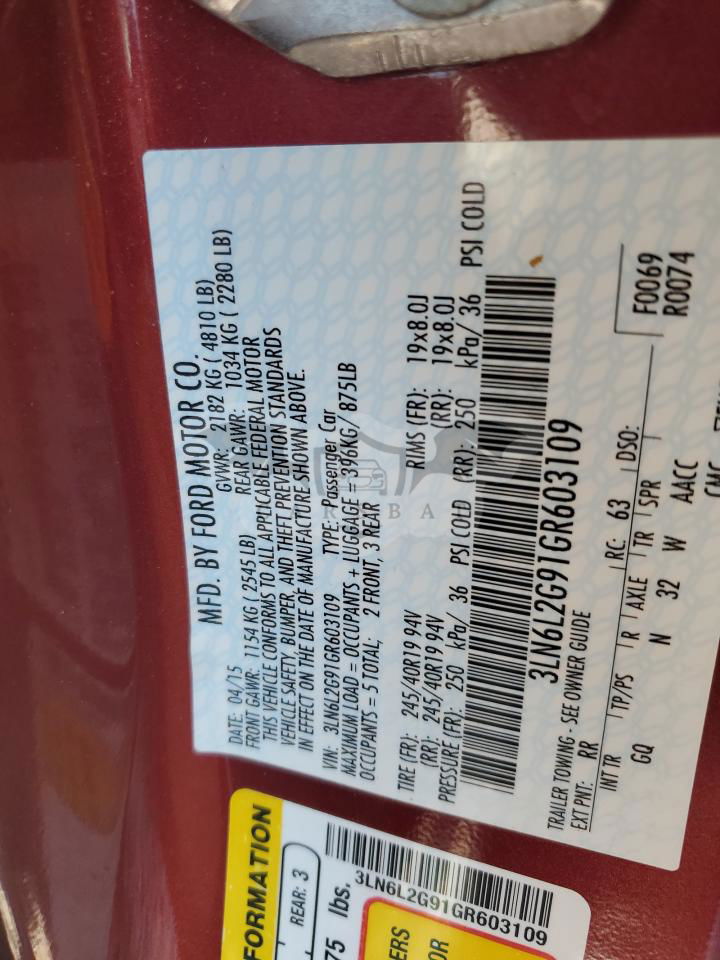 MFD. BY FORD MOTOR CO.
DATE: 04/15 GVWR: 2182 KG ( 4810 LB)
FRONT GAWR: 1154 KG ( 2545 LB) REAR GAWR: 1034 KG ( 2280 LB)
THIS VEHICLE CONFORMS TO ALL APPLICABLE FEDERAL MOTOR
VEHICLE SAFETY, BUMPER, AND THEFT PREVENTION STANDARDS
IN EFFECT ON THE DATE OF MANUFACTURE SHOWN ABOVE.
VIN: 3LN6L2G91GR603109 TYPE: Passenger Car
MAXIMUM LOAD = OCCUPANTS + LUGGAGE = 396KG/ 875LB
OCCUPANTS = 5 TOTAL; 2 FRONT, 3 REAR
TIRE (FR): 245/40R19 94V RIMS (FR): 19x8.0J
(RR): 245/40R19 94V (RR): 19x8.0J
PRESSURE (FR): 250 kPa/ 36 PSI COLD (RR): 250 kPa/ 36 PSI COLD
3LN6L2G91GR603109
TRAILER TOWING - SEE OWNER GUIDE
EXT PNT: RR RC: 63 DSO: F0069
R0074
INT TR TP/PS R AXLE TR SPR
GQ N 32 W AACC
FORMATION
REAR: 3
75 lbs.
3LN6L2G91GR603109
ERS
OR